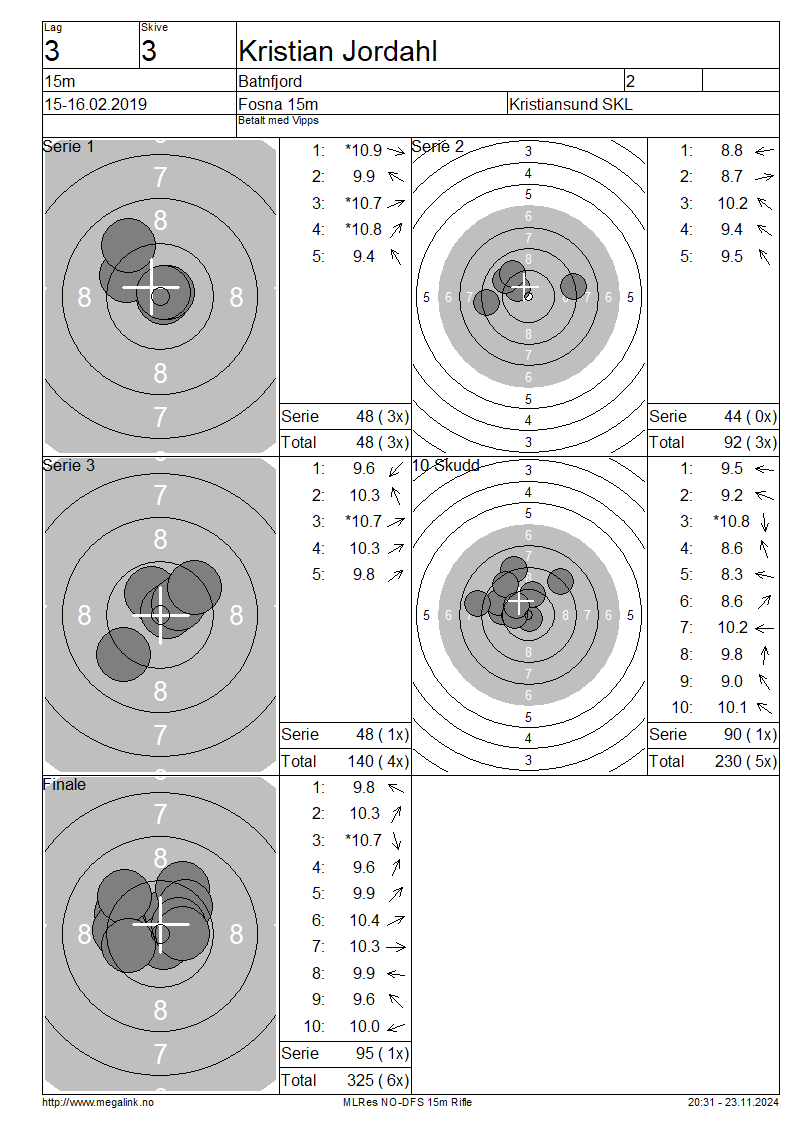 Lag
Skive
3
3
Kristian Jordahl
15m
Batnfjord
2
15-16.02.2019
Fosna 15m
Kristiansund SKL
Betalt med Vipps
Serie 1
7
8
8
8
8
7
1: *10.9
2: 9.9
3: *10.7
4: *10.8
5: 9.4
Serie 48 ( 3x)
Total 48 ( 3x)
Serie 2
3
4
5
6
7
8
5 6 7 8 7 6 5
8
7
6
5
4
3
1: 8.8
2: 8.7
3: 10.2
4: 9.4
5: 9.5
Serie 44 ( 0x)
Total 92 ( 3x)
Serie 3
7
8
8
8
8
7
1: 9.6
2: 10.3
3: *10.7
4: 10.3
5: 9.8
Serie 48 ( 1x)
Total 140 ( 4x)
10 Skudd
3
4
5
6
7
5 6 7 8 7 6 5
8
7
6
5
4
3
1: 9.5
2: 9.2
3: *10.8
4: 8.6
5: 8.3
6: 8.6
7: 10.2
8: 9.8
9: 9.0
10: 10.1
Serie 90 ( 1x)
Total 230 ( 5x)
Finale
7
8
8
8
8
7
1: 9.8
2: 10.3
3: *10.7
4: 9.6
5: 9.9
6: 10.4
7: 10.3
8: 9.9
9: 9.6
10: 10.0
Serie 95 ( 1x)
Total 325 ( 6x)
http://www.megalink.no
MLRes NO-DFS 15m Rifle
20:31 - 23.11.2024